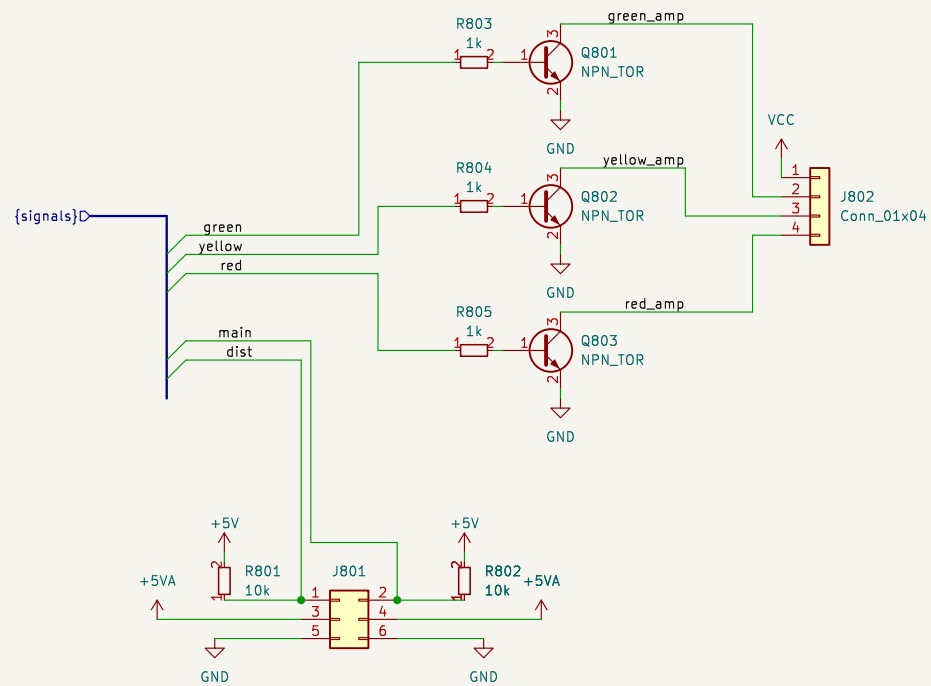 green_amp
R803
1k
1 2
3
1
2
Q801
NPN_TOR
GND
VCC
R804
1k
1 2
yellow_amp
3
1
2
Q802
NPN_TOR
GND
1
2
3
4
J802
Conn_01x04
{signals}
green
yellow
red
R805
1k
1 2
red_amp
3
1
2
Q803
NPN_TOR
GND
main
dist
+5V
2
1
R801
10k
+5VA
GND
J801
1 2
3 4
5 6
+5V
2
1
R802
10k
+5VA
GND